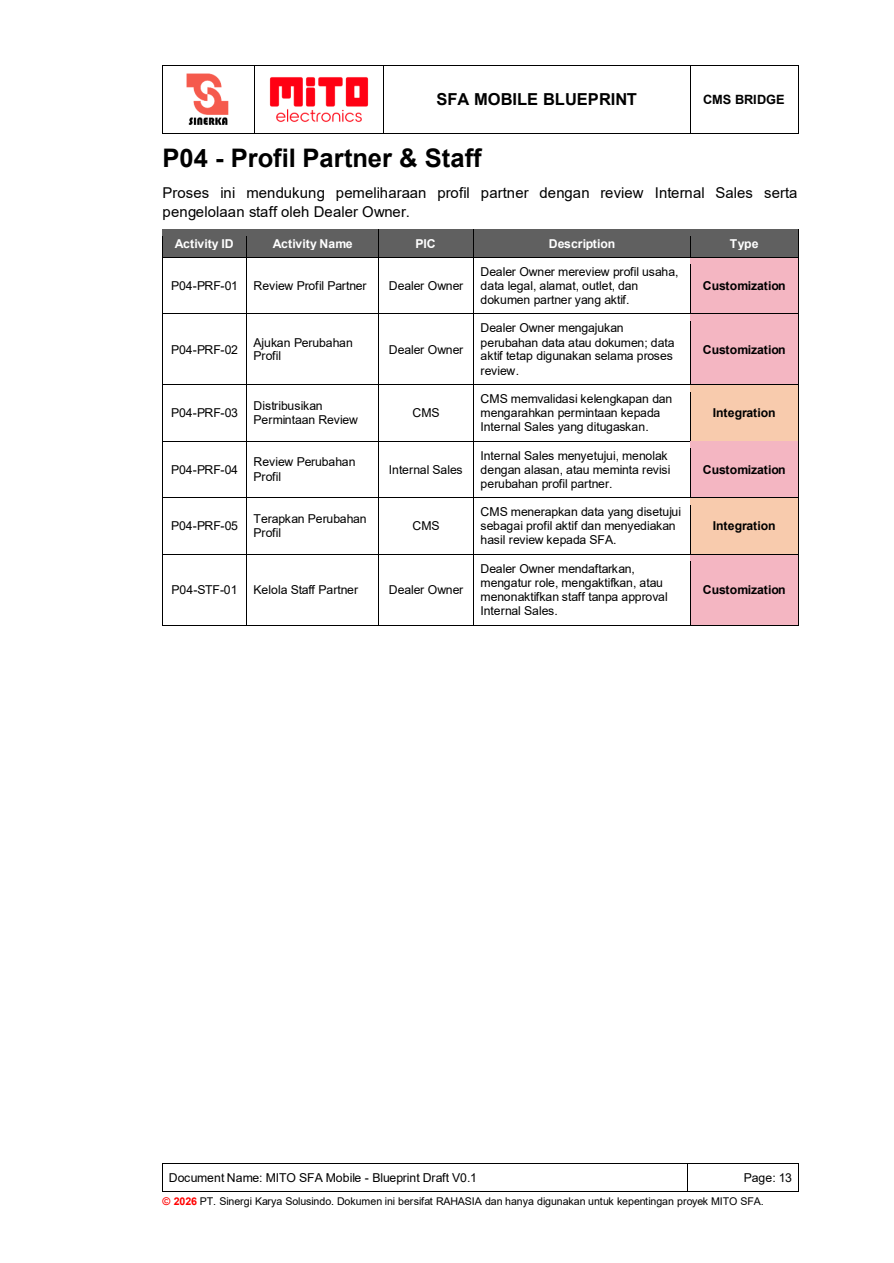 SINERKA
MiTO
electronics
SFA MOBILE BLUEPRINT
CMS BRIDGE
P04 - Profil Partner & Staff
Proses ini mendukung pemeliharaan profil partner dengan review Internal Sales serta
pengelolaan staff oleh Dealer Owner.
Activity ID Activity Name PIC Description Type
P04-PRF-01 Review Profil Partner Dealer Owner
Dealer Owner mereview profil usaha,
data legal, alamat, outlet, dan
dokumen partner yang aktif.
Customization
P04-PRF-02
Ajukan Perubahan
Profil
Dealer Owner
Dealer Owner mengajukan
perubahan data atau dokumen; data
aktif tetap digunakan selama proses
review.
Customization
P04-PRF-03
Distribusikan
Permintaan Review
CMS
CMS memvalidasi kelengkapan dan
mengarahkan permintaan kepada
Internal Sales yang ditugaskan.
Integration
P04-PRF-04
Review Perubahan
Profil
Internal Sales
Internal Sales menyetujui, menolak
dengan alasan, atau meminta revisi
perubahan profil partner.
Customization
P04-PRF-05
Terapkan Perubahan
Profil
CMS
CMS menerapkan data yang disetujui
sebagai profil aktif dan menyediakan
hasil review kepada SFA.
Integration
P04-STF-01 Kelola Staff Partner Dealer Owner
Dealer Owner mendaftarkan,
mengatur role, mengaktifkan, atau
menonaktifkan staff tanpa approval
Internal Sales.
Customization
Document Name: MITO SFA Mobile - Blueprint Draft V0.1
Page: 13
© 2026 PT. Sinergi Karya Solusindo. Dokumen ini bersifat RAHASIA dan hanya digunakan untuk kepentingan proyek MITO SFA.